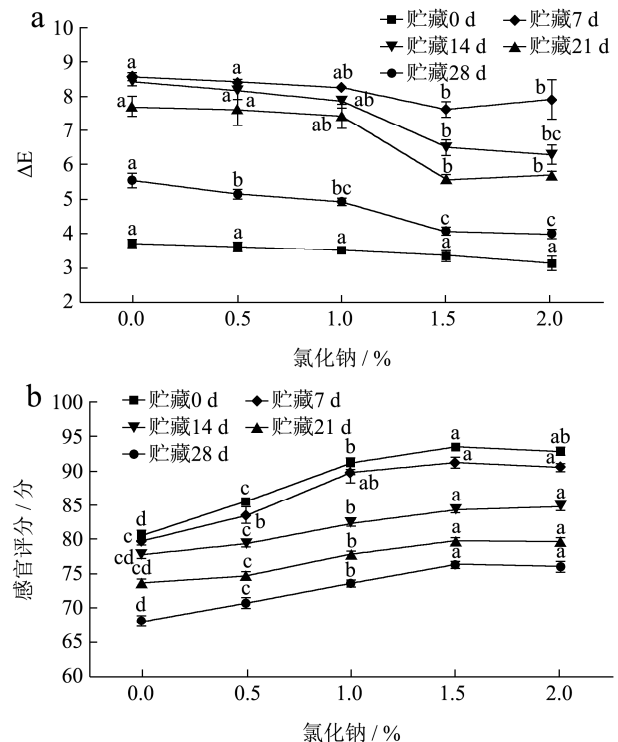 a
贮藏0 d 贮藏7 d
贮藏14 d 贮藏21 d
贮藏28 d
10
9
8
7
6
5
4
3
2
ΔE
a a ab b b
a a ab b bc
a a ab b b
a b bc c c
a a a a a
0.0 0.5 1.0 1.5 2.0
氯化钠 / %
b
贮藏0 d 贮藏7 d
贮藏14 d 贮藏21 d
贮藏28 d
100
95
90
85
80
75
70
65
60
感官评分 / 分
d c b a ab
c b ab a a
cd c b a a
cd c b a a
d c b a a
0.0 0.5 1.0 1.5 2.0
氯化钠 / %